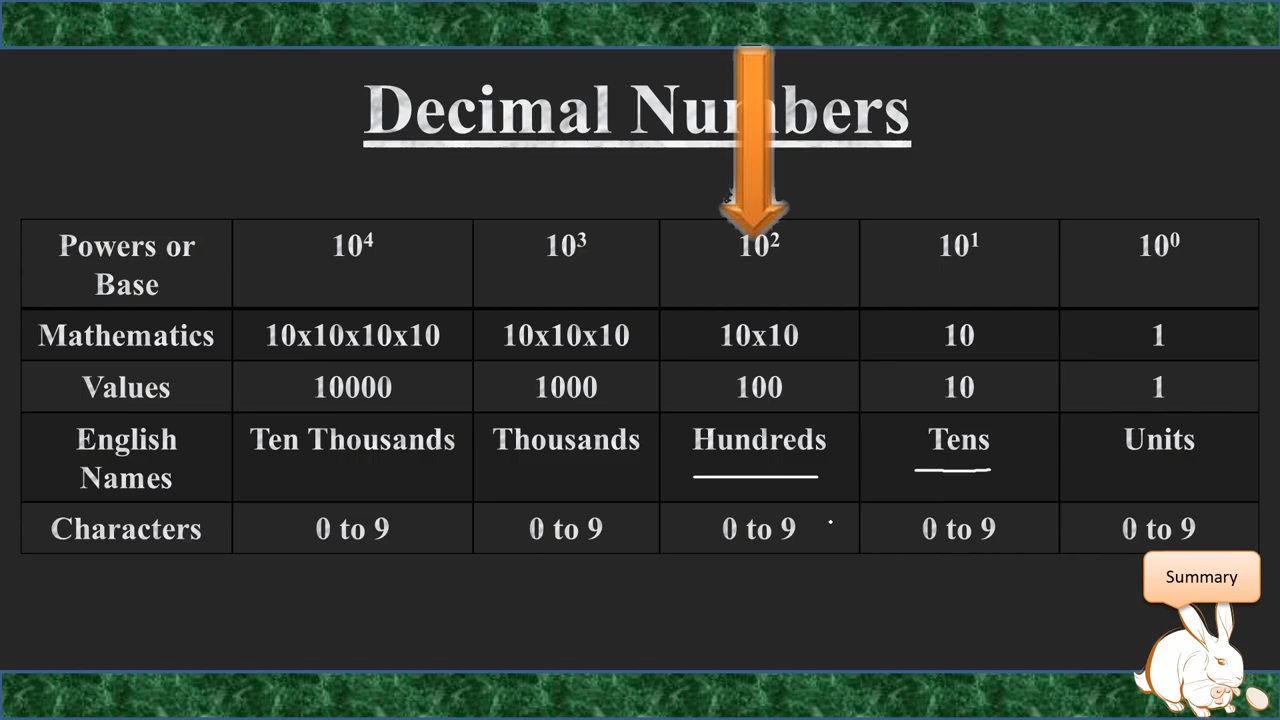 Decimal Numbers
Powers or Base 10⁴ 10³ 10² 10¹ 10⁰
Mathematics 10x10x10x10 10x10x10 10x10 10 1
Values 10000 1000 100 10 1
English Names Ten Thousands Thousands Hundreds Tens Units
Characters 0 to 9 0 to 9 0 to 9 0 to 9 0 to 9
Summary